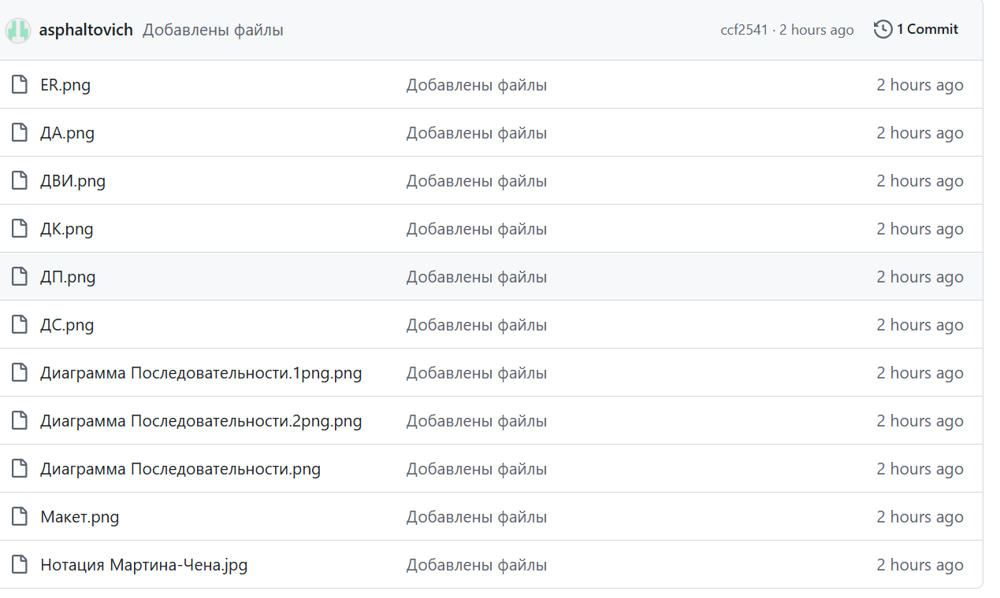 asphaltovich Добавлены файлы ccf2541 · 2 hours ago 1 Commit
ER.png Добавлены файлы 2 hours ago
ДА.png Добавлены файлы 2 hours ago
ДВИ.png Добавлены файлы 2 hours ago
ДК.png Добавлены файлы 2 hours ago
ДП.png Добавлены файлы 2 hours ago
ДС.png Добавлены файлы 2 hours ago
Диаграмма Последовательности.1png.png Добавлены файлы 2 hours ago
Диаграмма Последовательности.2png.png Добавлены файлы 2 hours ago
Диаграмма Последовательности.png Добавлены файлы 2 hours ago
Макет.png Добавлены файлы 2 hours ago
Нотация Мартина-Чена.jpg Добавлены файлы 2 hours ago